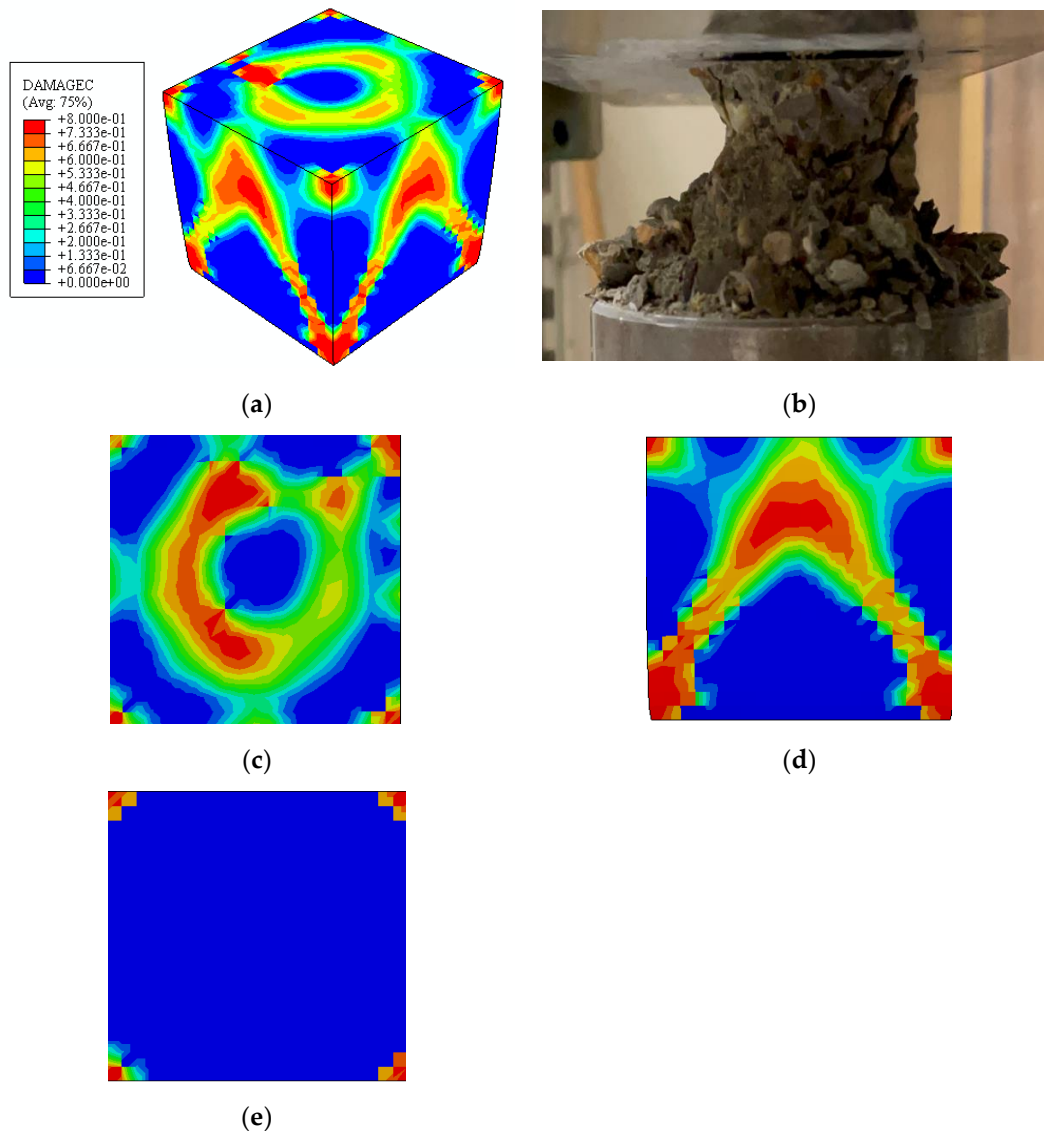 DAMAGEC
(Avg: 75%)
+8.000e-01
+7.333e-01
+6.667e-01
+6.000e-01
+5.333e-01
+4.667e-01
+4.000e-01
+3.333e-01
+2.667e-01
+2.000e-01
+1.333e-01
+6.667e-02
+0.000e+00
(a)
(b)
(c)
(d)
(e)